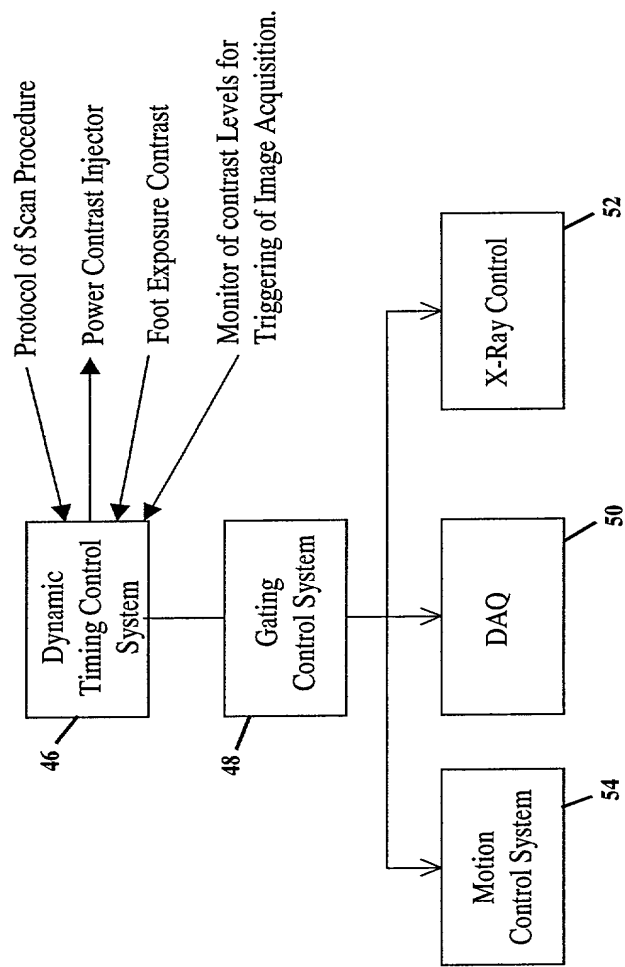 Protocol of Scan Procedure
Power Contrast Injector
Foot Exposure Contrast
Monitor of contrast Levels for
Triggering of Image Acquisition.
Dynamic
Timing Control
System
46
Gating
Control System
48
Motion
Control System
54
DAQ
50
X-Ray Control
52